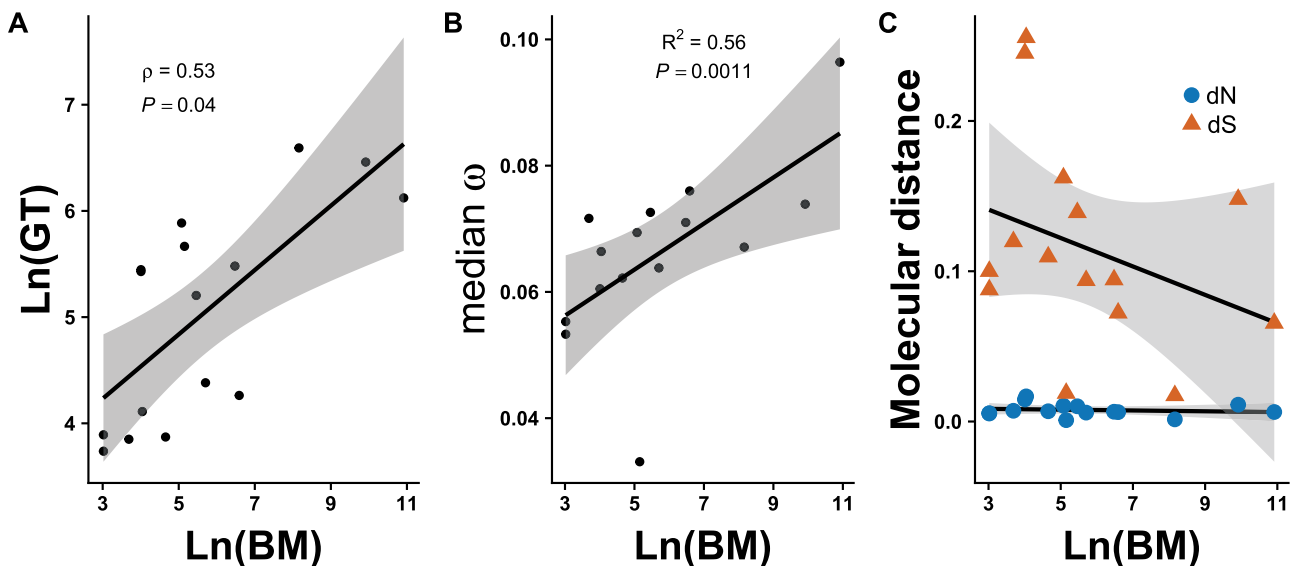 A
ρ = 0.53
P = 0.04
7
6
5
4
Ln(GT)
3 5 7 9 11
Ln(BM)
B
R² = 0.56
P = 0.0011
0.10
0.08
0.06
0.04
median ω
3 5 7 9 11
Ln(BM)
C
dN
dS
0.2
0.1
0.0
Molecular distance
3 5 7 9 11
Ln(BM)